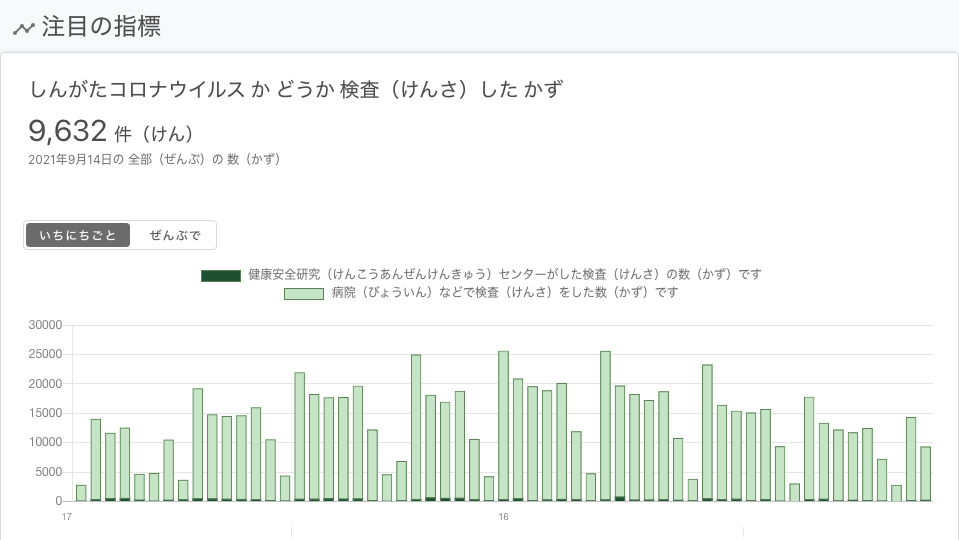 注目の指標
しんがたコロナウイルス か どうか 検査（けんさ）した かず
9,632 件（けん）
2021年9月14日の 全部（ぜんぶ）の 数（かず）
いちにちごと ぜんぶで
健康安全研究（けんこうあんぜんけんきゅう）センターがした検査（けんさ）の数（かず）です
病院（びょういん）などで検査（けんさ）をした数（かず）です
30000
25000
20000
15000
10000
5000
0
17 16